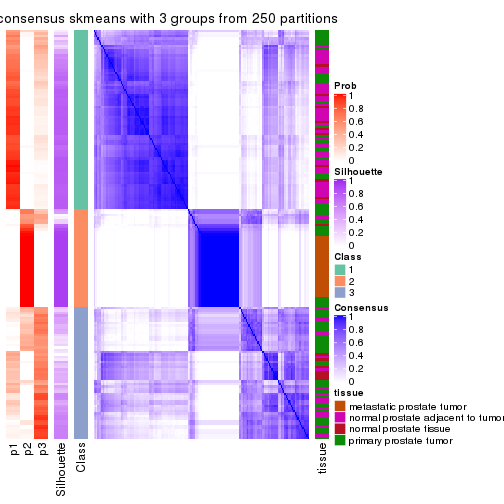 consensus skmeans with 3 groups from 250 partitions
Prob
1
0.8
0.6
0.4
0.2
0
Silhouette
1
0.8
0.6
0.4
0.2
0
Class
1
2
3
Consensus
1
0.8
0.6
0.4
0.2
0
tissue
metastatic prostate tumor
normal prostate adjacent to tumor
normal prostate tissue
primary prostate tumor
p1
p2
p3
Silhouette
Class
tissue